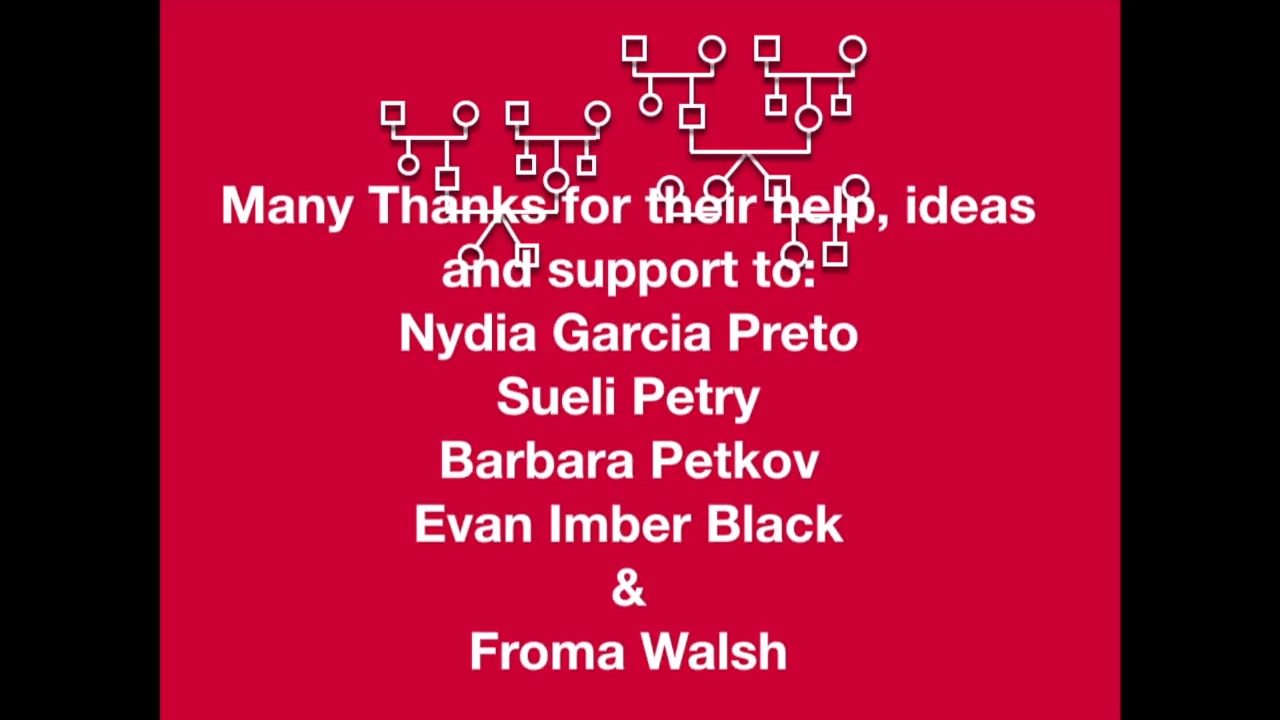 Many Thanks for their help, ideas
and support to:
Nydia Garcia Preto
Sueli Petry
Barbara Petkov
Evan Imber Black
&
Froma Walsh